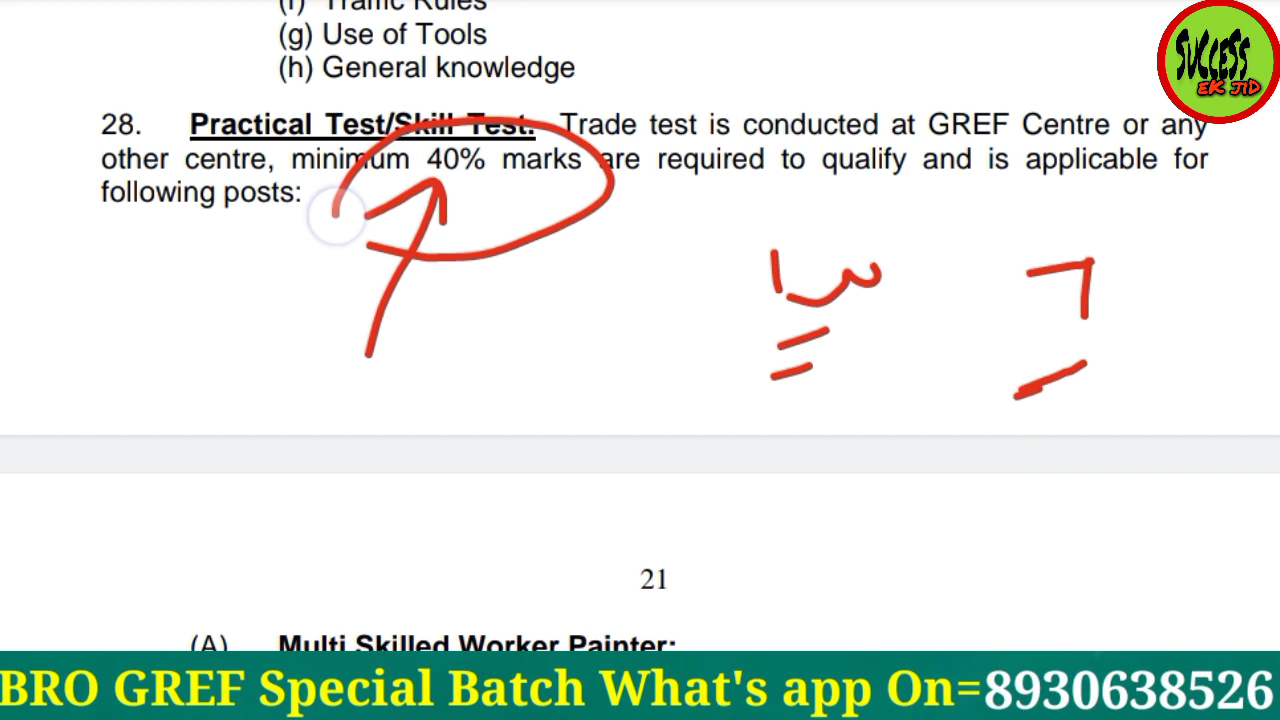 (f) Traffic Rules
(g) Use of Tools
(h) General knowledge
SUCCESS
EK JID
28. Practical Test/Skill Test: Trade test is conducted at GREF Centre or any
other centre, minimum 40% marks are required to qualify and is applicable for
following posts:
21
(A) Multi Skilled Worker Painter:
BRO GREF Special Batch What's app On=8930638526